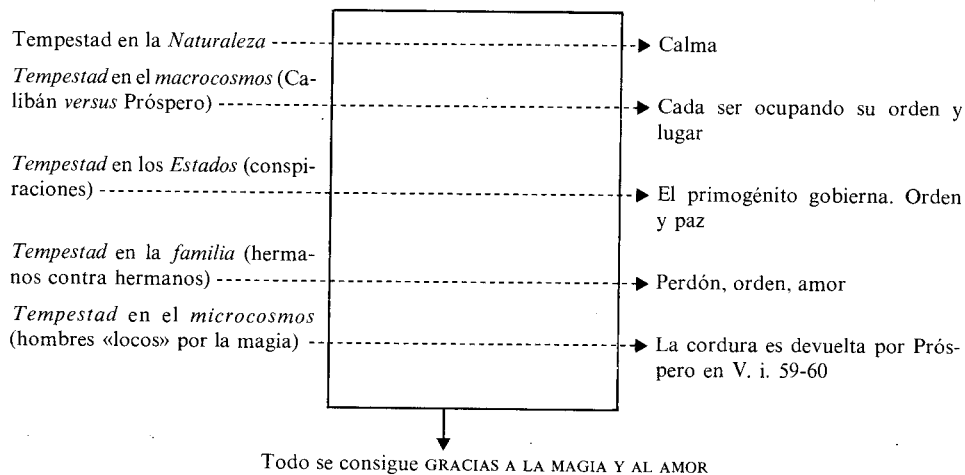 Tempestad en la Naturaleza
Calma
Tempestad en el macrocosmos (Ca-
libán versus Próspero)
Cada ser ocupando su orden y
lugar
Tempestad en los Estados (conspi-
raciones)
El primogénito gobierna. Orden
y paz
Tempestad en la familia (herma-
nos contra hermanos)
Perdón, orden, amor
Tempestad en el microcosmos
(hombres «locos» por la magia)
La cordura es devuelta por Prós-
pero en V. i. 59-60
Todo se consigue GRACIAS A LA MAGIA Y AL AMOR